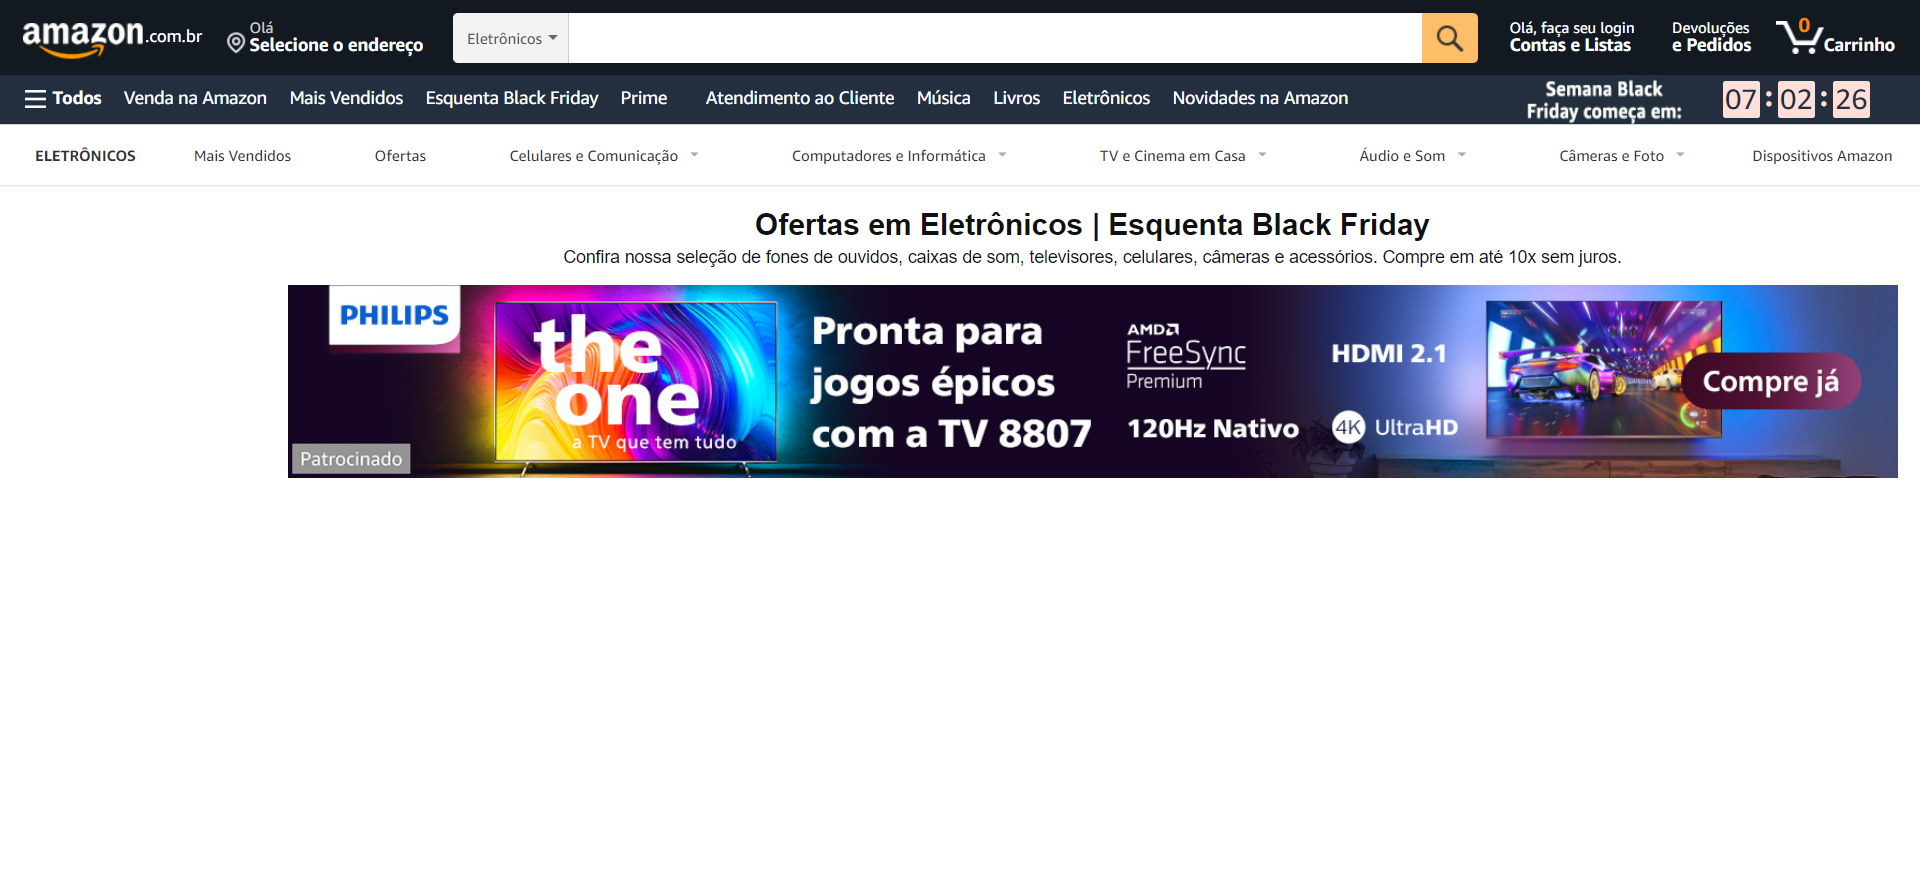 amazon.com.br
Olá
Selecione o endereço
Eletrônicos
Olá, faça seu login
Contas e Listas
Devoluções
e Pedidos
0
Carrinho
Todos
Venda na Amazon
Mais Vendidos
Esquenta Black Friday
Prime
Atendimento ao Cliente
Música
Livros
Eletrônicos
Novidades na Amazon
Semana Black
Friday começa em:
07 : 02 : 26
ELETRÔNICOS
Mais Vendidos
Ofertas
Celulares e Comunicação
Computadores e Informática
TV e Cinema em Casa
Áudio e Som
Câmeras e Foto
Dispositivos Amazon
Ofertas em Eletrônicos | Esquenta Black Friday
Confira nossa seleção de fones de ouvidos, caixas de som, televisores, celulares, câmeras e acessórios. Compre em até 10x sem juros.
PHILIPS
the
one
a TV que tem tudo
Patrocinado
Pronta para
jogos épicos
com a TV 8807
AMD
FreeSync
Premium
HDMI 2.1
120Hz Nativo
4K UltraHD
Compre já